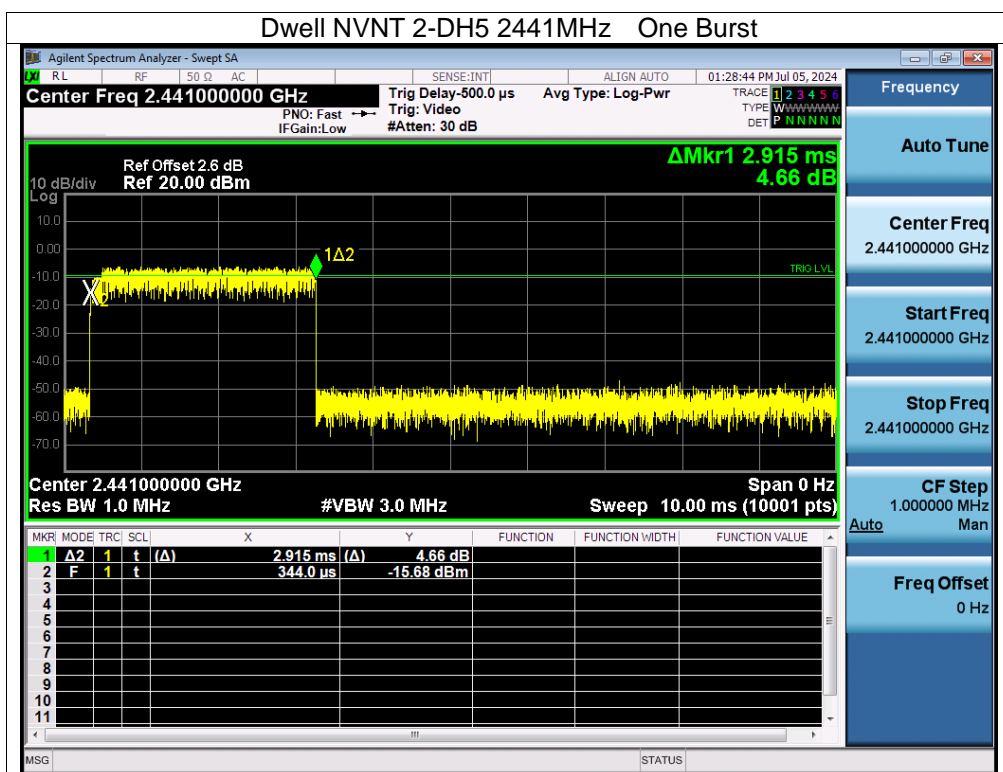 Dwell NVNT 2-DH5 2441MHz One Burst
Agilent Spectrum Analyzer - Swept SA
LXI RL RF 50 Ω AC SENSE:INT ALIGN AUTO 01:28:44 PM Jul 05, 2024
Center Freq 2.441000000 GHz Trig Delay-500.0 µs Avg Type: Log-Pwr TRACE 1 2 3 4 5 6
PNO: Fast Trig: Video TYPE WWWWWW
IFGain:Low #Atten: 30 dB DET P N N N N N
ΔMkr1 2.915 ms
4.66 dB
Ref Offset 2.6 dB
10 dB/div Ref 20.00 dBm
Log
10.0
0.00
-10.0
-20.0
-30.0
-40.0
-50.0
-60.0
-70.0
1Δ2
TRIG LVL
2
Center 2.441000000 GHz Span 0 Hz
Res BW 1.0 MHz #VBW 3.0 MHz Sweep 10.00 ms (10001 pts)
MKR MODE TRC SCL X Y FUNCTION FUNCTION WIDTH FUNCTION VALUE
1 Δ2 1 t (Δ) 2.915 ms (Δ) 4.66 dB
2 F 1 t 344.0 µs -15.68 dBm
3
4
5
6
7
8
9
10
11
MSG STATUS
Frequency
Auto Tune
Center Freq
2.441000000 GHz
Start Freq
2.441000000 GHz
Stop Freq
2.441000000 GHz
CF Step
1.000000 MHz
Auto Man
Freq Offset
0 Hz